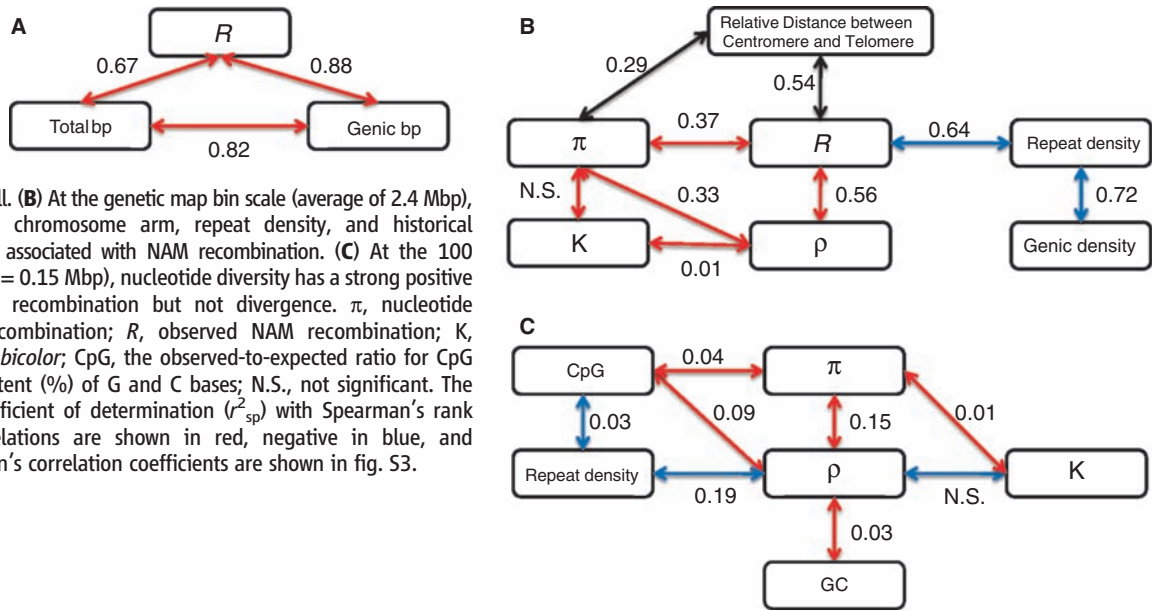 A
R
0.67
0.88
Total bp
Genic bp
0.82
ll. (B) At the genetic map bin scale (average of 2.4 Mbp),
chromosome arm, repeat density, and historical
associated with NAM recombination. (C) At the 100
= 0.15 Mbp), nucleotide diversity has a strong positive
recombination but not divergence. π, nucleotide
combination; R, observed NAM recombination; K,
bicolor; CpG, the observed-to-expected ratio for CpG
tent (%) of G and C bases; N.S., not significant. The
ficient of determination (r²sp) with Spearman's rank
elations are shown in red, negative in blue, and
n's correlation coefficients are shown in fig. S3.
B
Relative Distance between
Centromere and Telomere
0.29
0.54
π
0.37
R
0.64
Repeat density
N.S.
0.33
0.56
0.72
K
0.01
ρ
Genic density
C
CpG
0.04
π
0.03
0.09
0.15
0.01
Repeat density
0.19
ρ
N.S.
K
0.03
GC